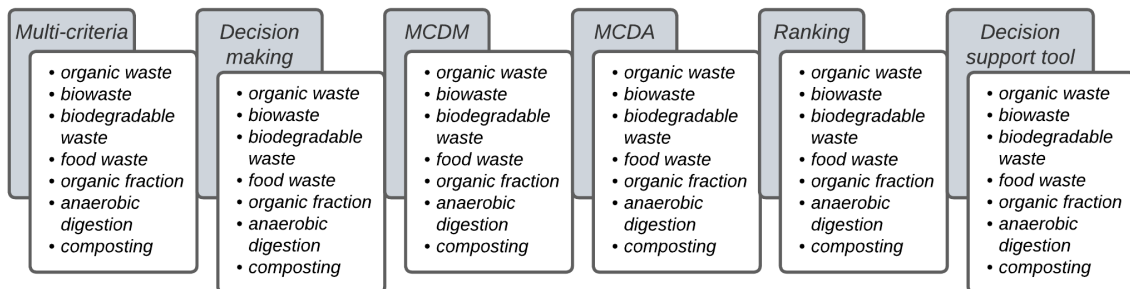 Multi-criteria
• organic waste
• biowaste
• biodegradable
waste
• food waste
• organic fraction
• anaerobic
digestion
• composting
Decision
making
• organic waste
• biowaste
• biodegradable
waste
• food waste
• organic fraction
• anaerobic
digestion
• composting
MCDM
• organic waste
• biowaste
• biodegradable
waste
• food waste
• organic fraction
• anaerobic
digestion
• composting
MCDA
• organic waste
• biowaste
• biodegradable
waste
• food waste
• organic fraction
• anaerobic
digestion
• composting
Ranking
• organic waste
• biowaste
• biodegradable
waste
• food waste
• organic fraction
• anaerobic
digestion
• composting
Decision
support tool
• organic waste
• biowaste
• biodegradable
waste
• food waste
• organic fraction
• anaerobic
digestion
• composting